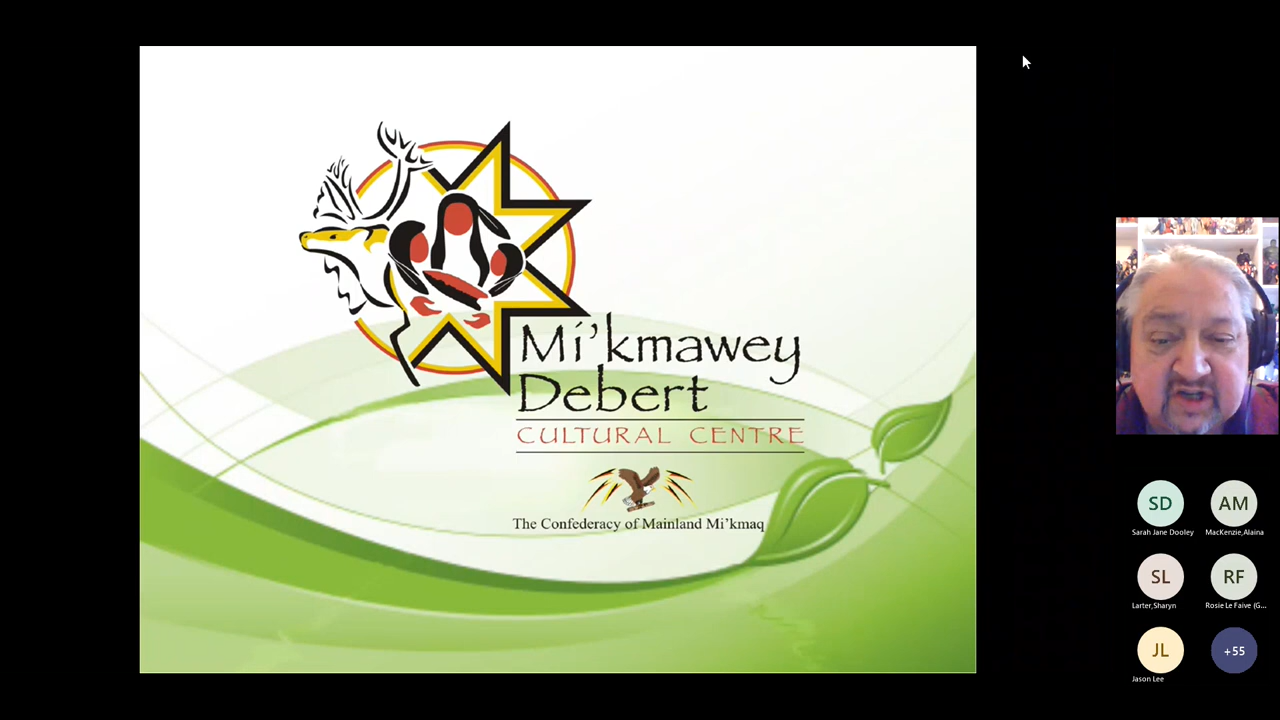 Mi'kmawey
Debert
CULTURAL CENTRE
The Confederacy of Mainland Mi'kmaq
SD
AM
Sarah Jane Dooley
MacKenzie,Alaina
SL
RF
Larter,Sharyn
Rosie Le Faive (G...
JL
+55
Jason Lee